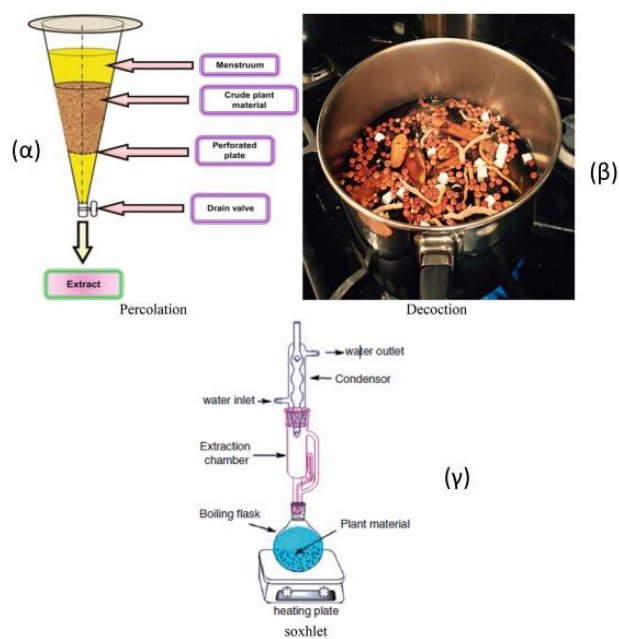 Menstruum
Crude plant
material
(α)
Perforated
plate
(β)
Drain valve
Extract
Percolation
Decoction
water outlet
Condensor
water inlet
Extraction
chamber
(γ)
Boiling flask
Plant material
heating plate
soxhlet